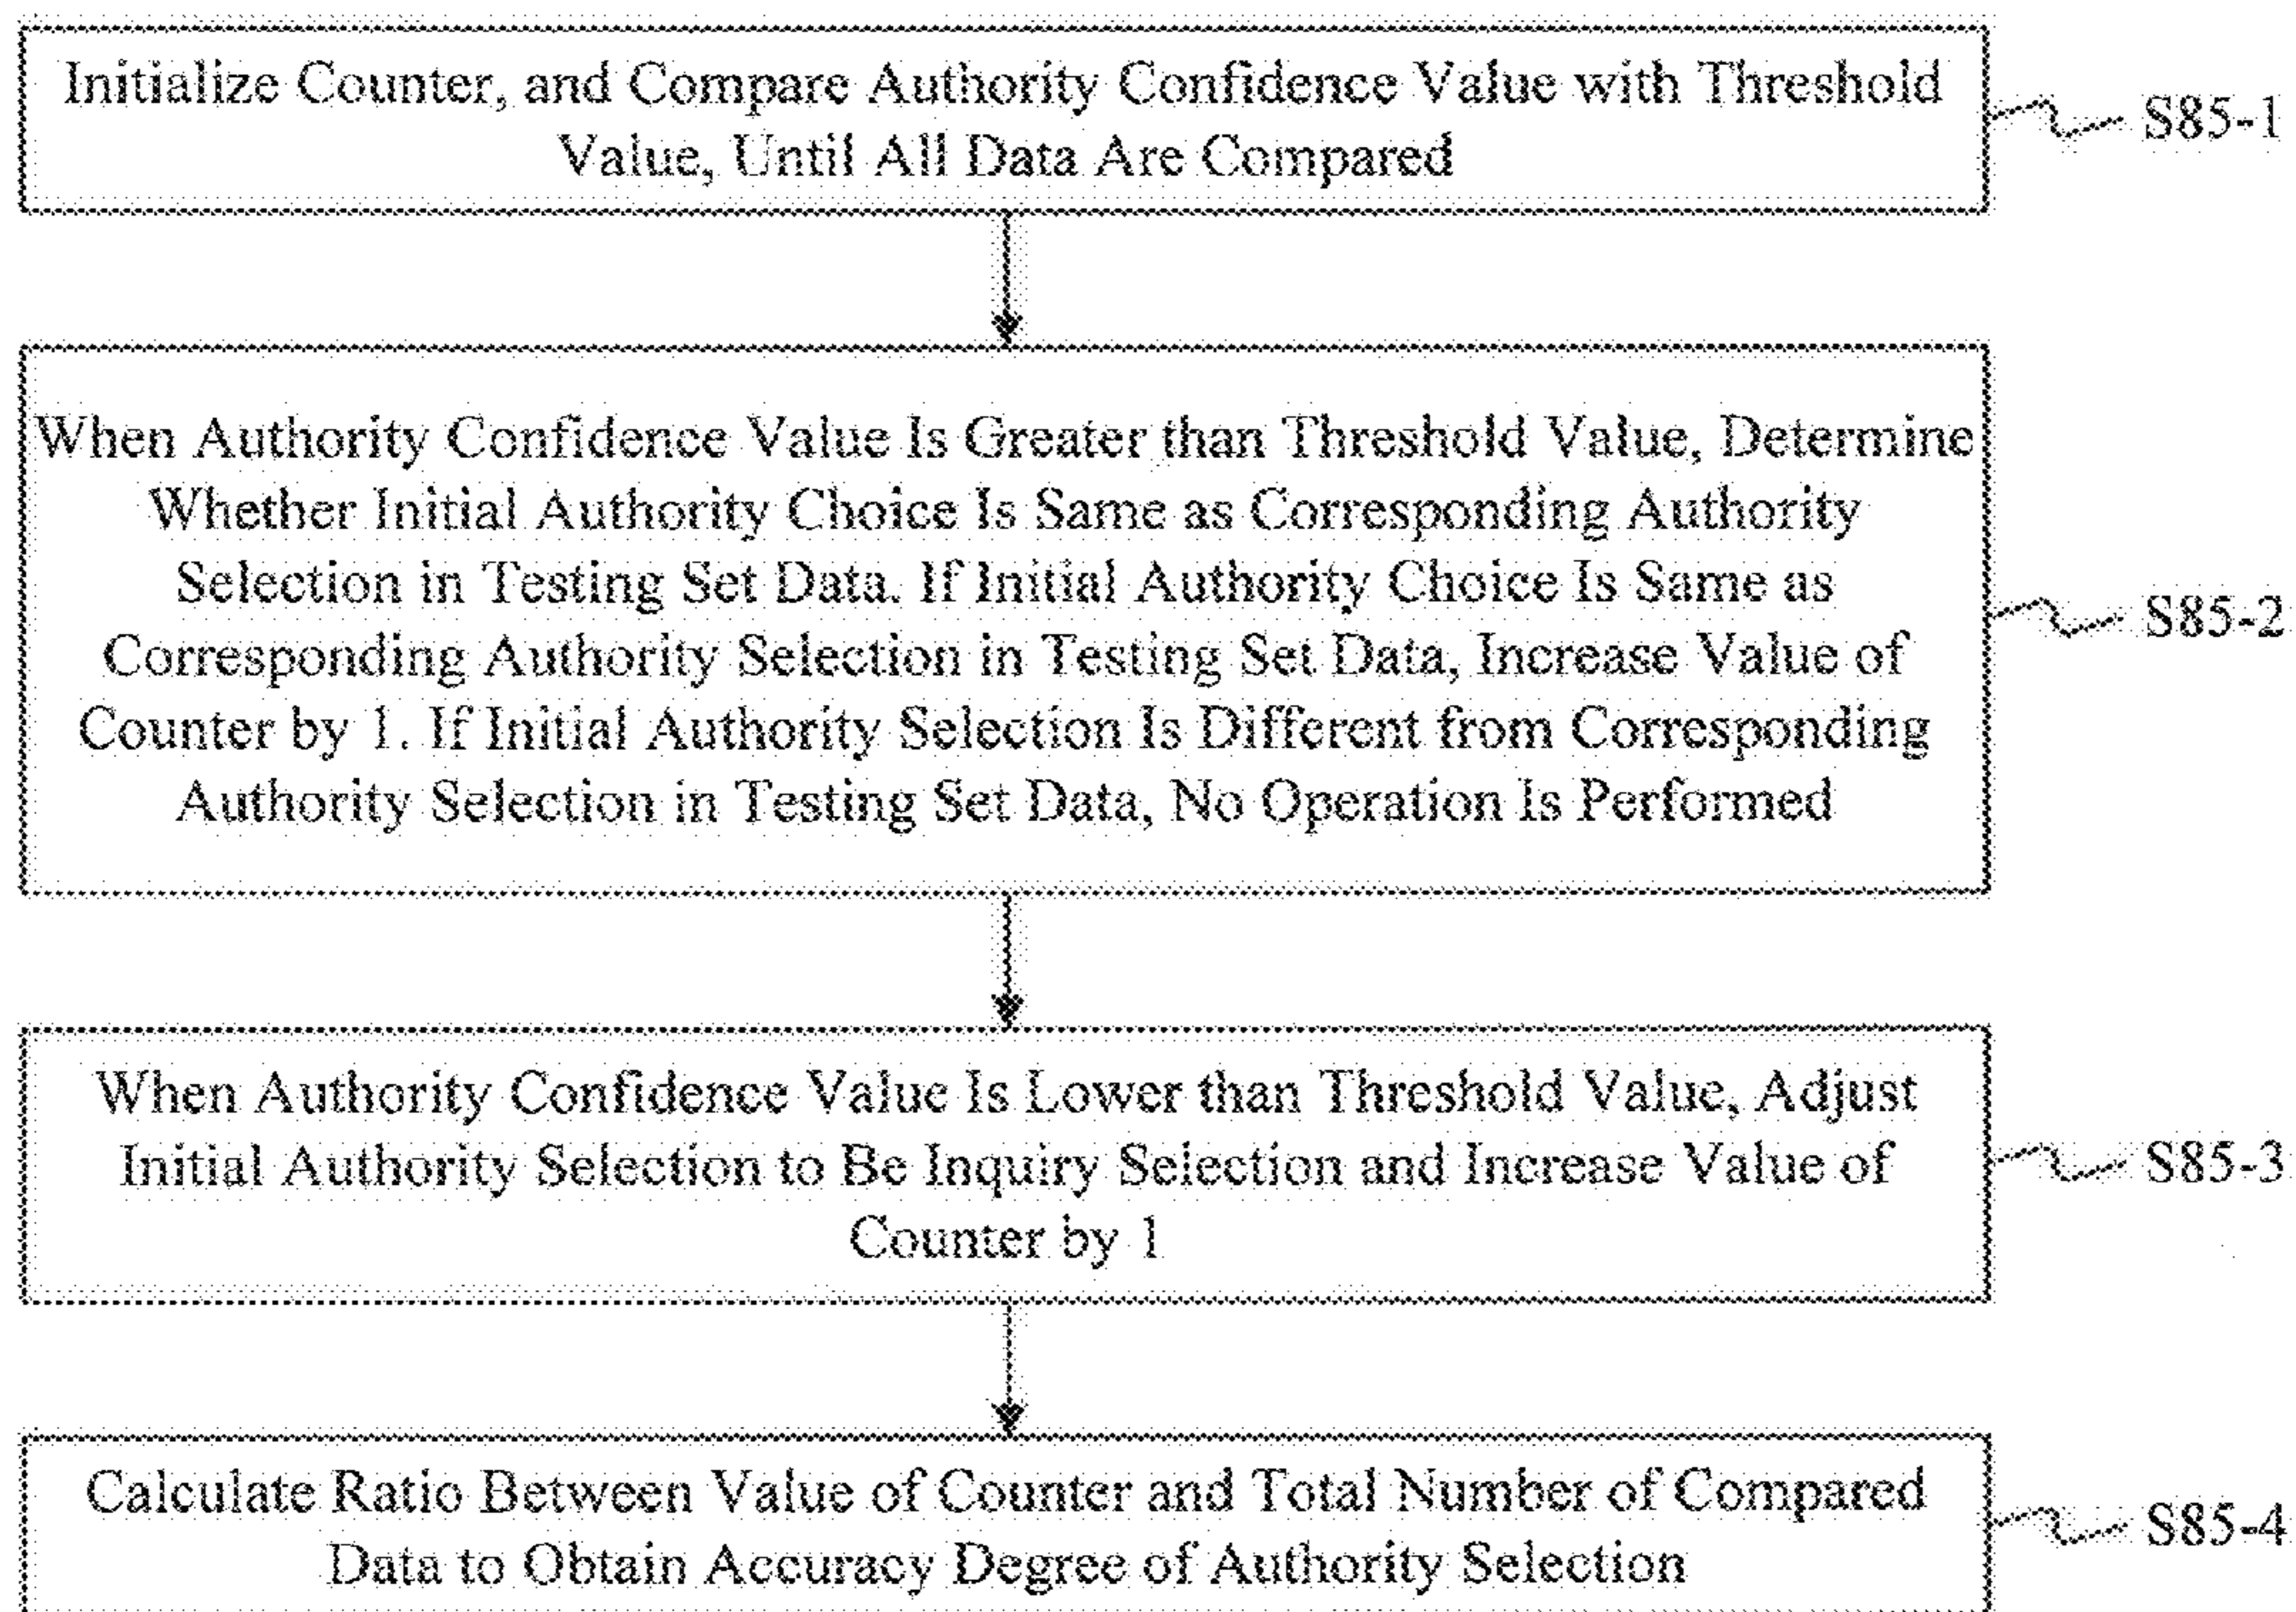 Initialize Counter, and Compare Authority Confidence Value with Threshold
Value, Until All Data Are Compared
S85-1
When Authority Confidence Value Is Greater than Threshold Value, Determine
Whether Initial Authority Choice Is Same as Corresponding Authority
Selection in Testing Set Data. If Initial Authority Choice Is Same as
Corresponding Authority Selection in Testing Set Data, Increase Value of
Counter by 1. If Initial Authority Selection Is Different from Corresponding
Authority Selection in Testing Set Data, No Operation Is Performed
S85-2
When Authority Confidence Value Is Lower than Threshold Value, Adjust
Initial Authority Selection to Be Inquiry Selection and Increase Value of
Counter by 1
S85-3
Calculate Ratio Between Value of Counter and Total Number of Compared
Data to Obtain Accuracy Degree of Authority Selection
S85-4